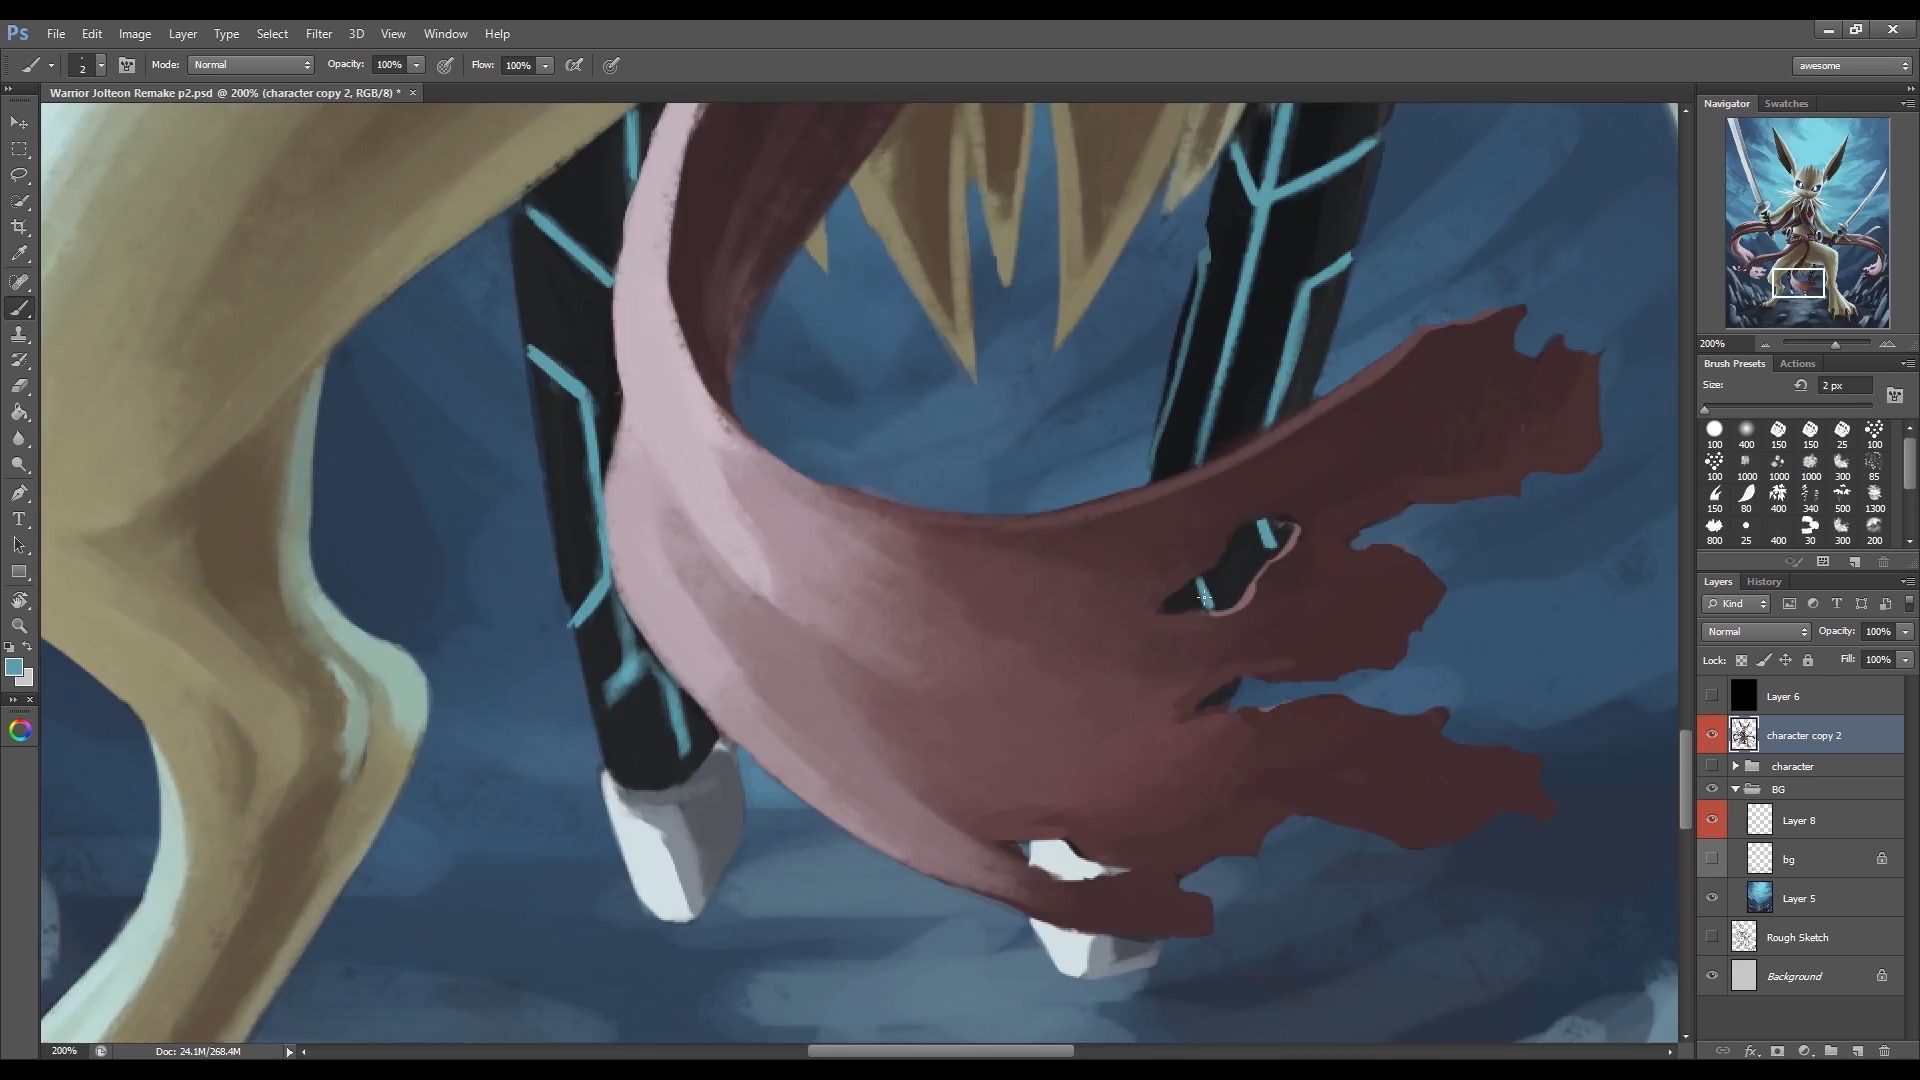 Ps File Edit Image Layer Type Select Filter 3D View Window Help
2 Mode: Normal Opacity: 100% Flow: 100% awesome
Warrior Jolteon Remake p2.psd @ 200% (character copy 2, RGB/8) * ×
Navigator Swatches
200%
Brush Presets Actions
Size: 2 px
100 400 150 150 25 100
100 1000 1000 1000 300 85
150 80 400 340 500 1300
800 25 400 30 300 200
Layers History
Kind T
Normal Opacity: 100%
Lock: Fill: 100%
Layer 6
character copy 2
character
BG
Layer 8
bg
Layer 5
Rough Sketch
Background
T
200% Doc: 24.1M/268.4M
fx